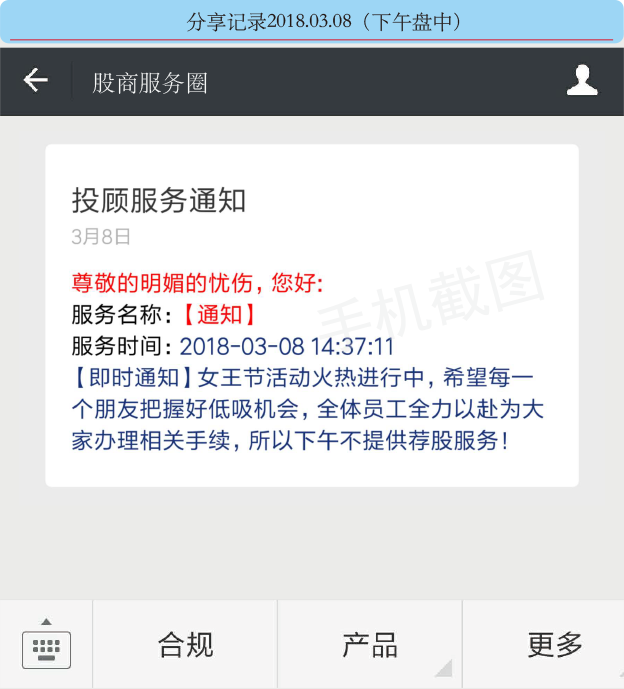 分享记录2018.03.08（下午盘中）
股商服务圈
投顾服务通知
3月8日
尊敬的明媚的忧伤，您好:
服务名称:【通知】
服务时间: 2018-03-08 14:37:11
【即时通知】女王节活动火热进行中，希望每一
个朋友把握好低吸机会，全体员工全力以赴为大
家办理相关手续，所以下午不提供荐股服务！
手机截图
合规
产品
更多